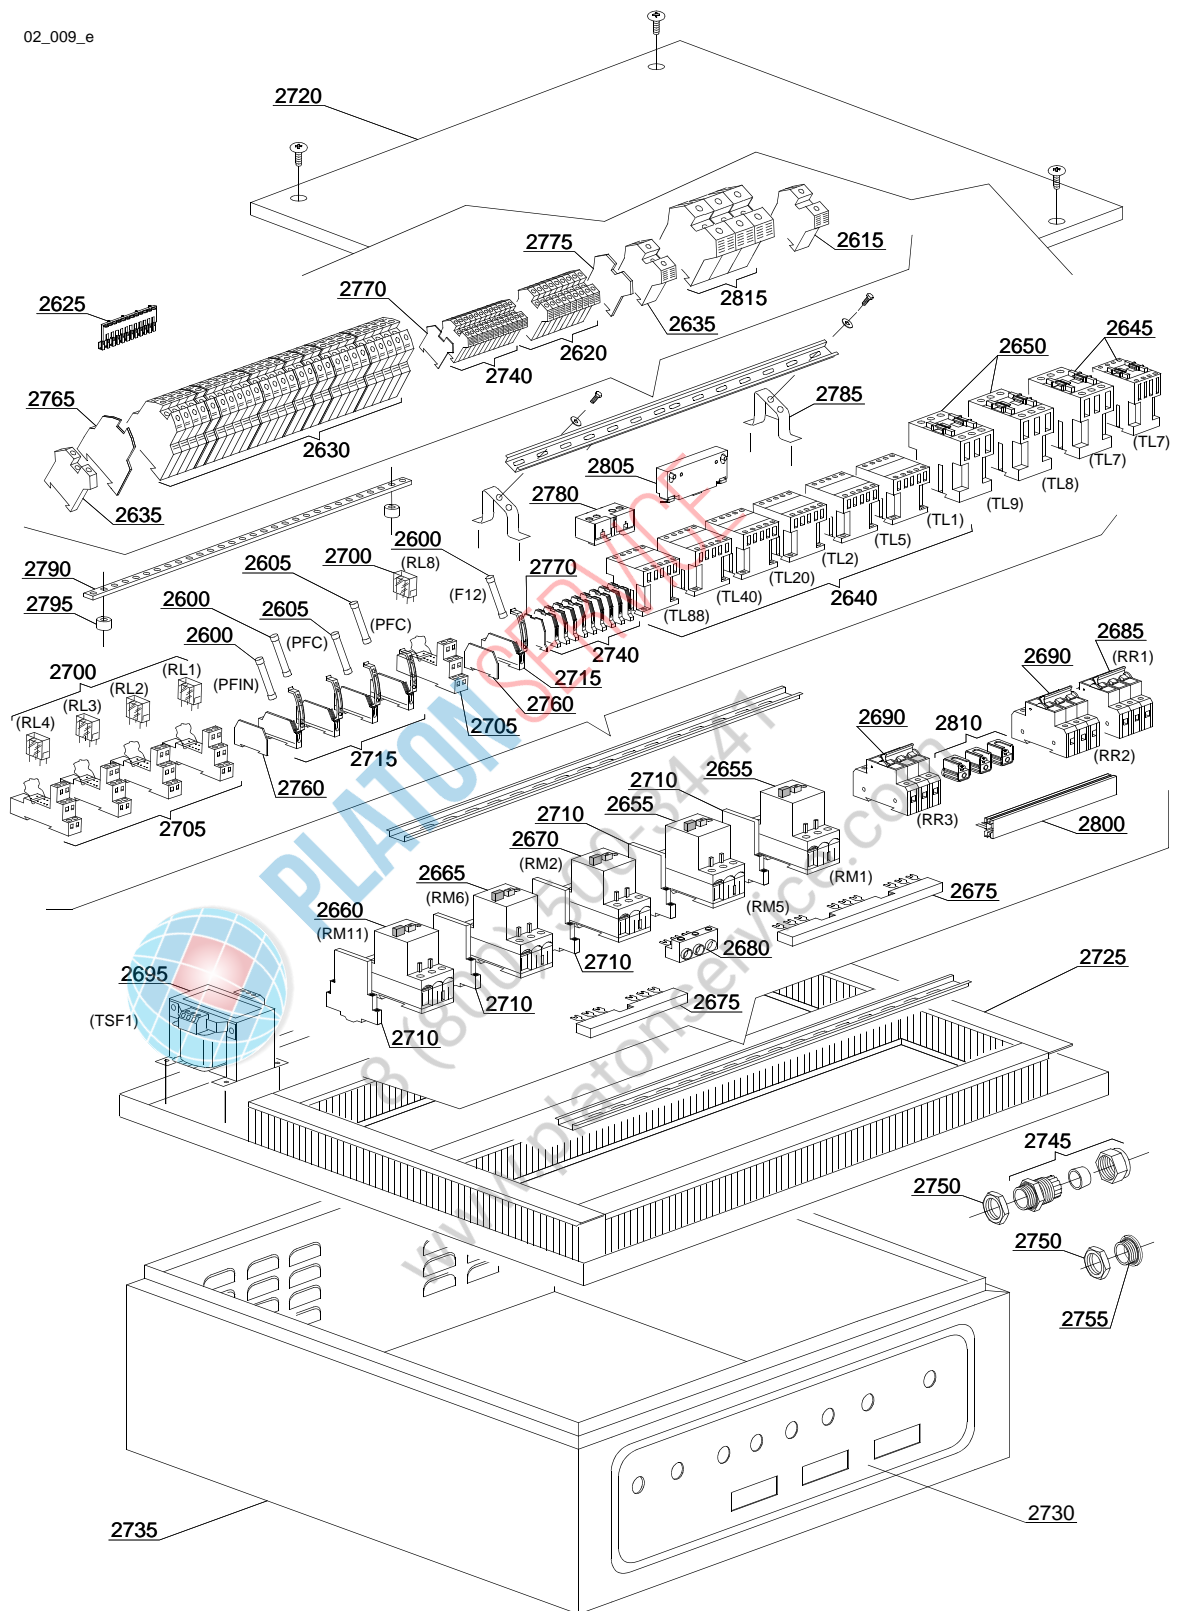 02_009_e
2720
2615
2775
2815
2770
2635
2625
2620
2645
2740
2650
2765
2785
2630
(TL7)
2805
(TL7)
2780
(TL8)
2635
2600
(TL9)
2700
(RL8)
(TL1)
2605
2770
(TL5)
2790
(F12)
(TL2)
2600
(TL20)
2640
2795
2605
(PFC)
(TL40)
2600
(PFC)
(TL88)
2685
2740
2690
(RR1)
2700
(RL1)
2715
(PFIN)
2760
(RL2)
2690
2810
(RL3)
2705
(RL4)
2715
(RR2)
2760
2710
2655
2655
2705
2710
(RR3)
2800
2670
(RM2)
2665
(RM1)
(RM6)
2675
2660
(RM5)
(RM11)
2680
2710
2725
2695
2710
2675
(TSF1)
2710
2745
2750
2750
2755
2730
2735
PLATON SERVICE
8 (800) 500-34-41
www.platonservice.com